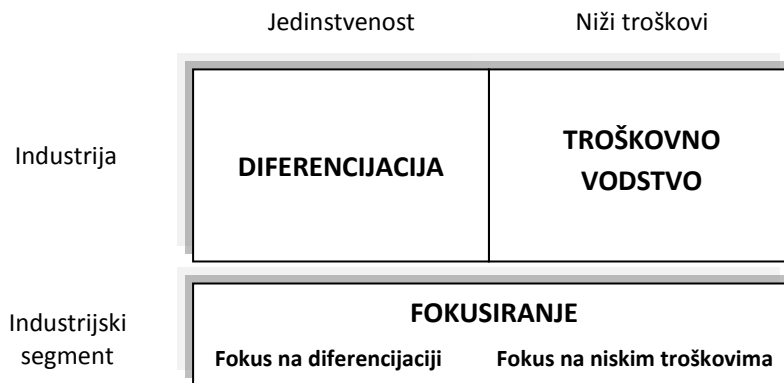 Jedinstvenost Niži troškovi
Industrija
DIFERENCIJACIJA
TROŠKOVNO
VODSTVO
Industrijski
segment
FOKUSIRANJE
Fokus na diferencijaciji Fokus na niskim troškovima